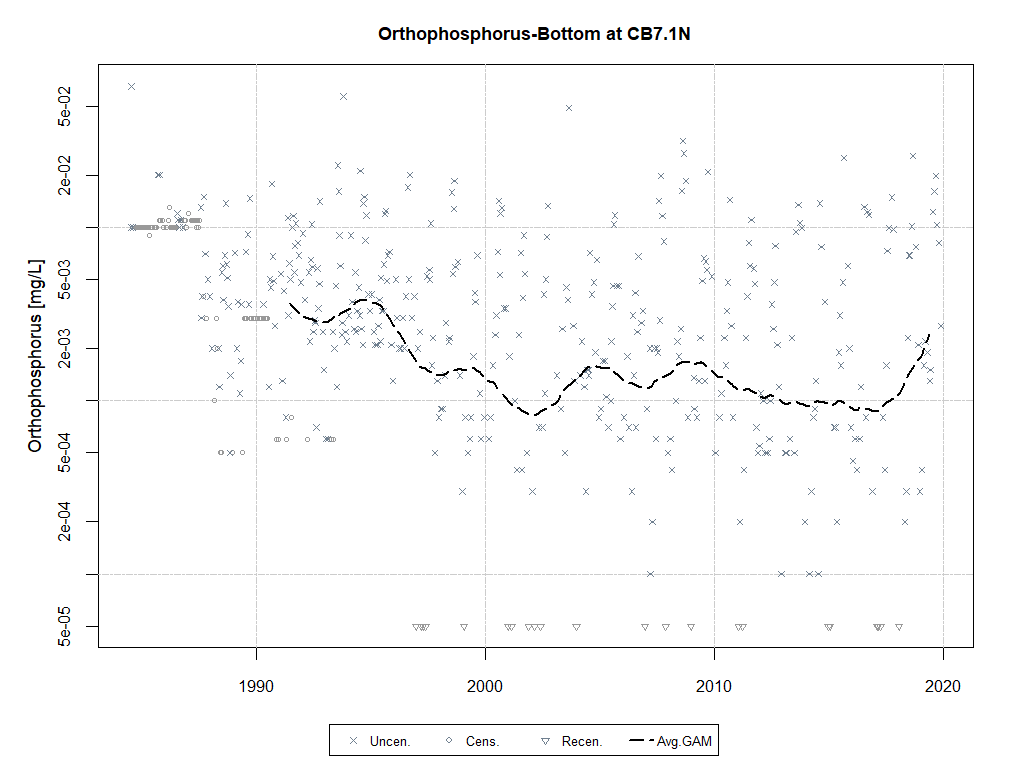 Orthophosphorus-Bottom at CB7.1N
Orthophosphorus [mg/L]
5e-02
2e-02
5e-03
2e-03
5e-04
2e-04
5e-05
1990 2000 2010 2020
Uncen. Cens. Recen. Avg.GAM